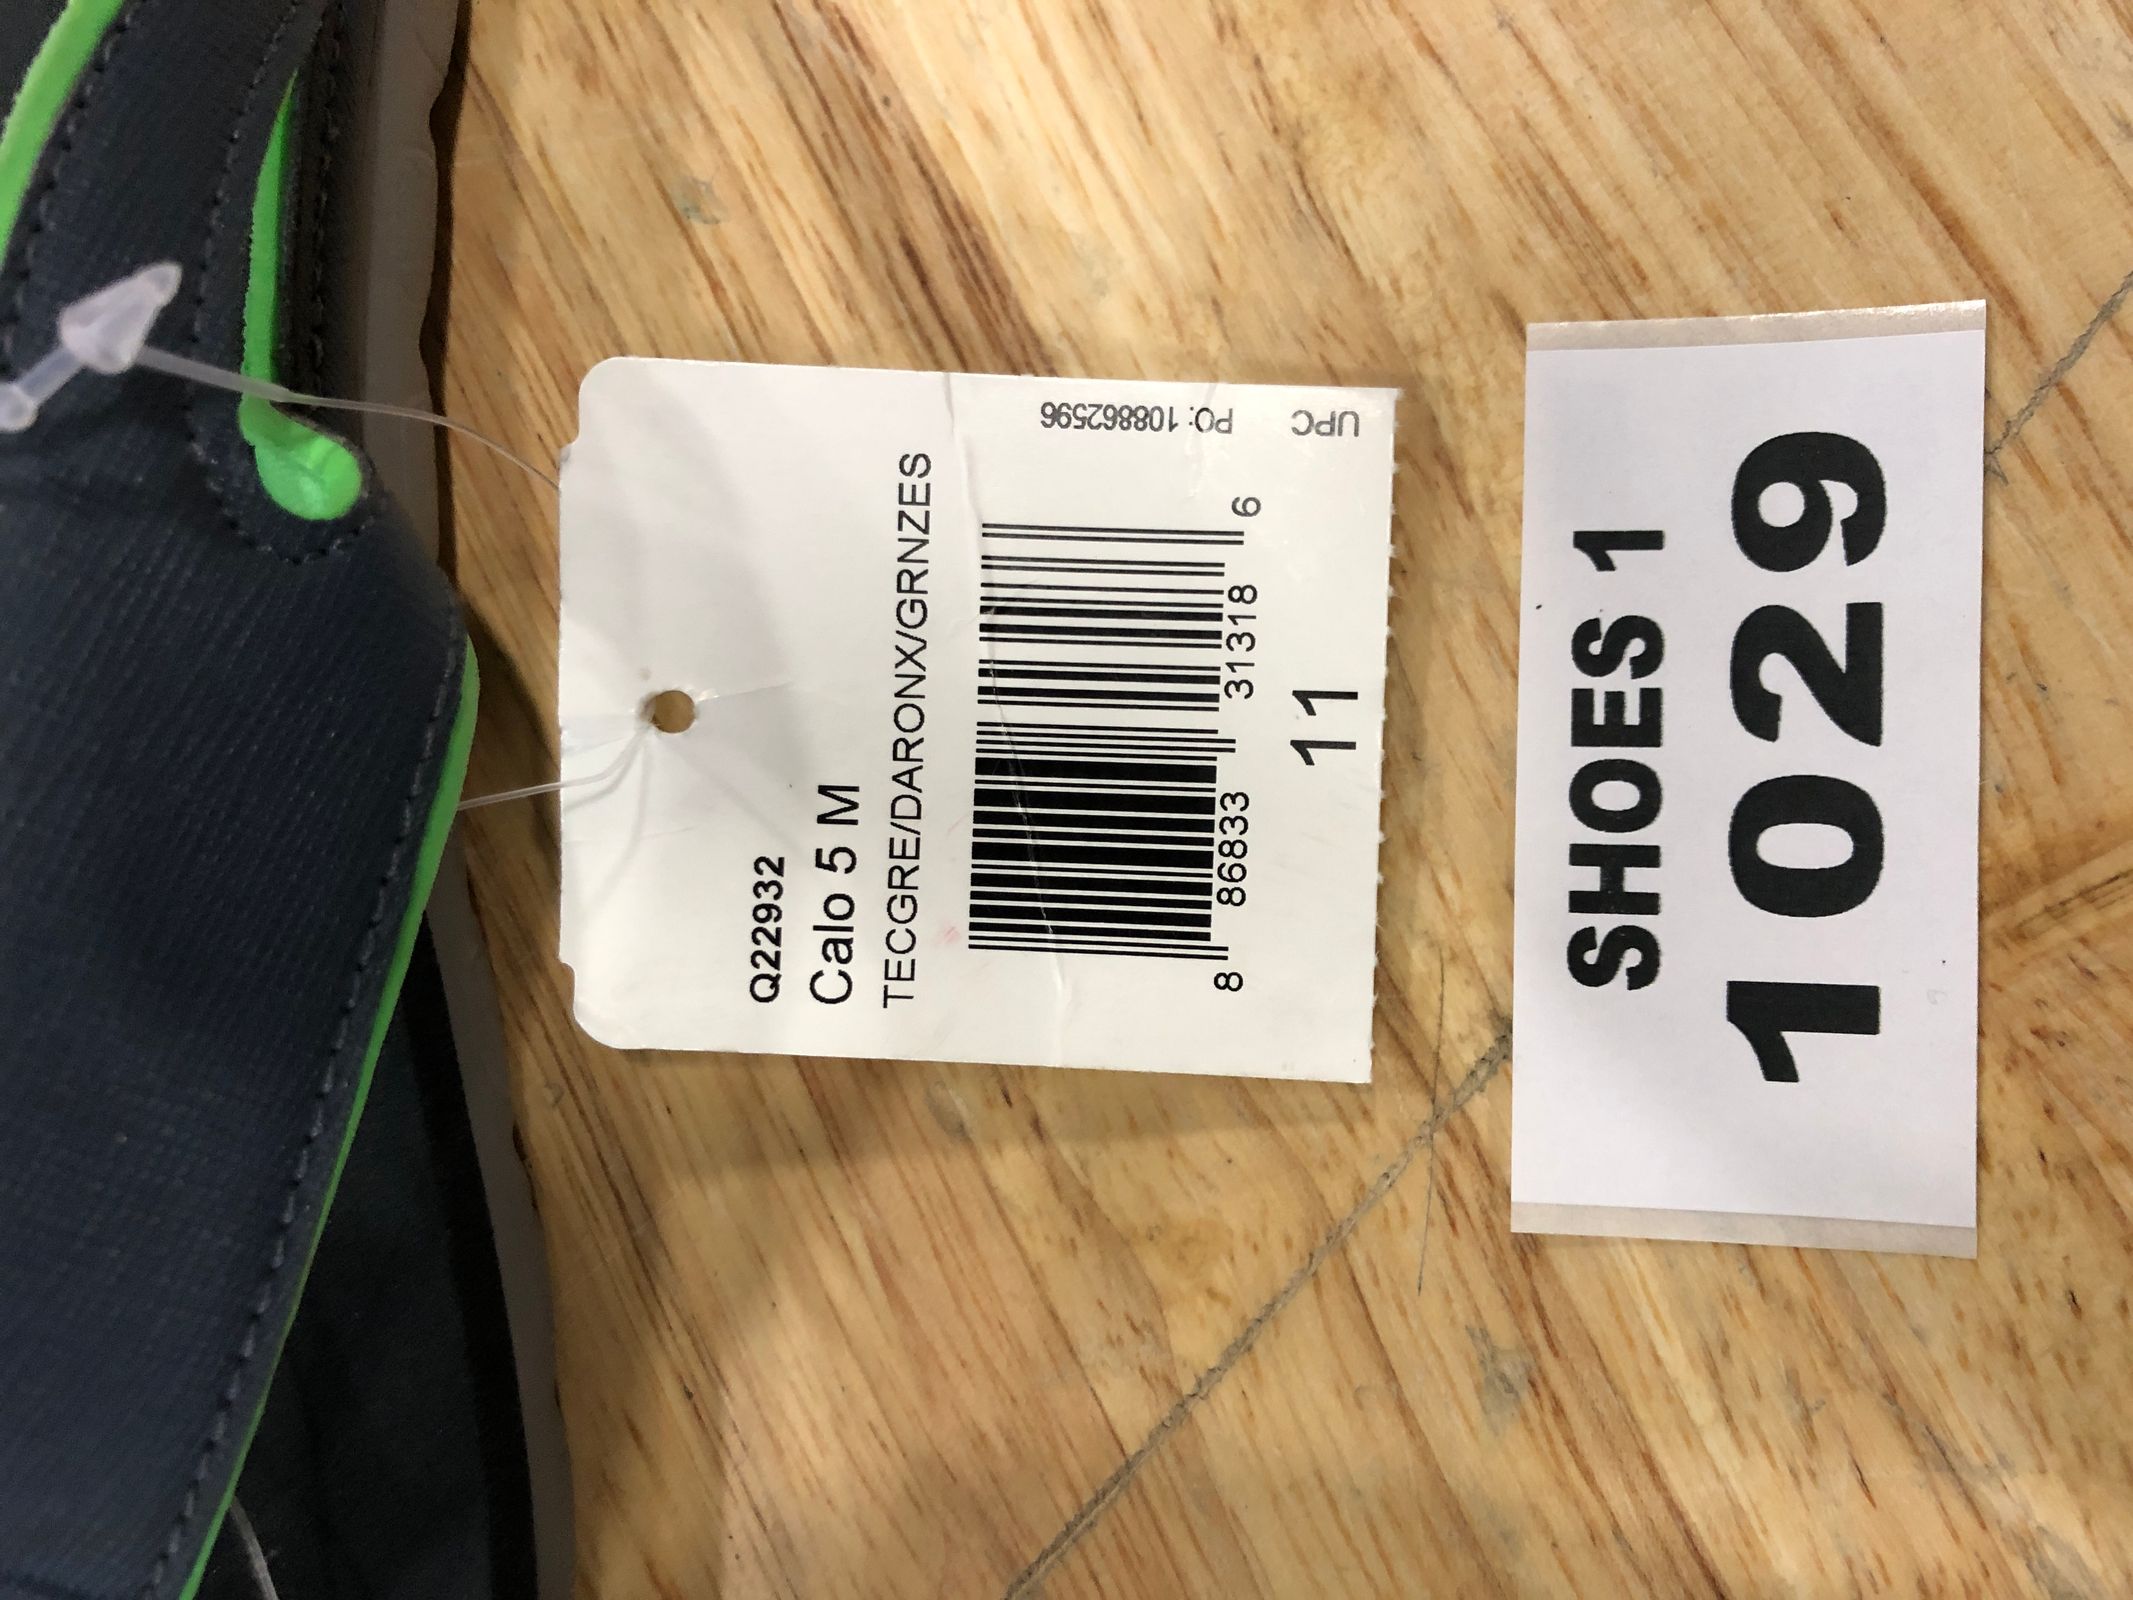 Q22932
Calo 5 M
TECGRE/DARONX/GRNZES
8 86833 31318 6
11
PO: 108862596
UPC
SHOES 1
1029